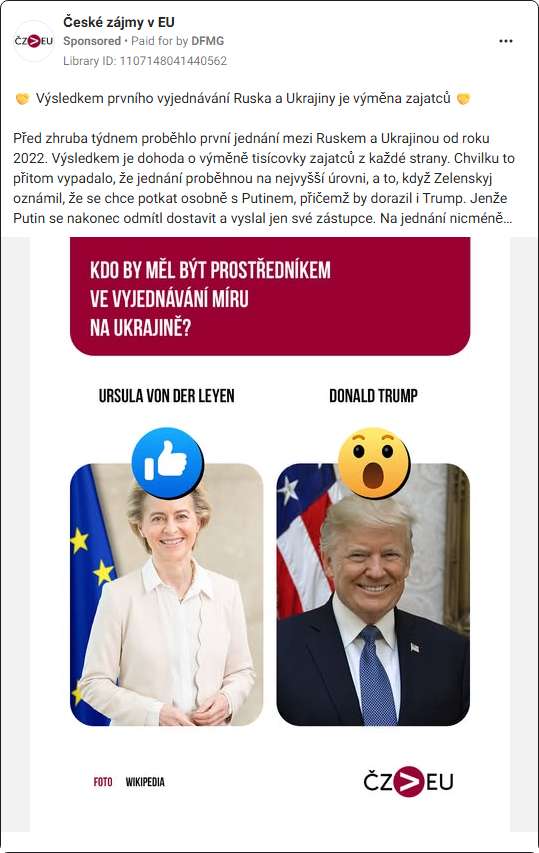 České zájmy v EU
Sponsored • Paid for by DFMG
Library ID: 1107148041440562
ČZ>EU
🤝 Výsledkem prvního vyjednávání Ruska a Ukrajiny je výměna zajatců 🤝
Před zhruba týdnem proběhlo první jednání mezi Ruskem a Ukrajinou od roku
2022. Výsledkem je dohoda o výměně tisícovky zajatců z každé strany. Chvilku to
přitom vypadalo, že jednání proběhnou na nejvyšší úrovni, a to, když Zelenskyj
oznámil, že se chce potkat osobně s Putinem, přičemž by dorazil i Trump. Jenže
Putin se nakonec odmítl dostavit a vyslal jen své zástupce. Na jednání nicméně...
KDO BY MĚL BÝT PROSTŘEDNÍKEM
VE VYJEDNÁVÁNÍ MÍRU
NA UKRAJINĚ?
URSULA VON DER LEYEN
DONALD TRUMP
FOTO WIKIPEDIA
ČZ>EU